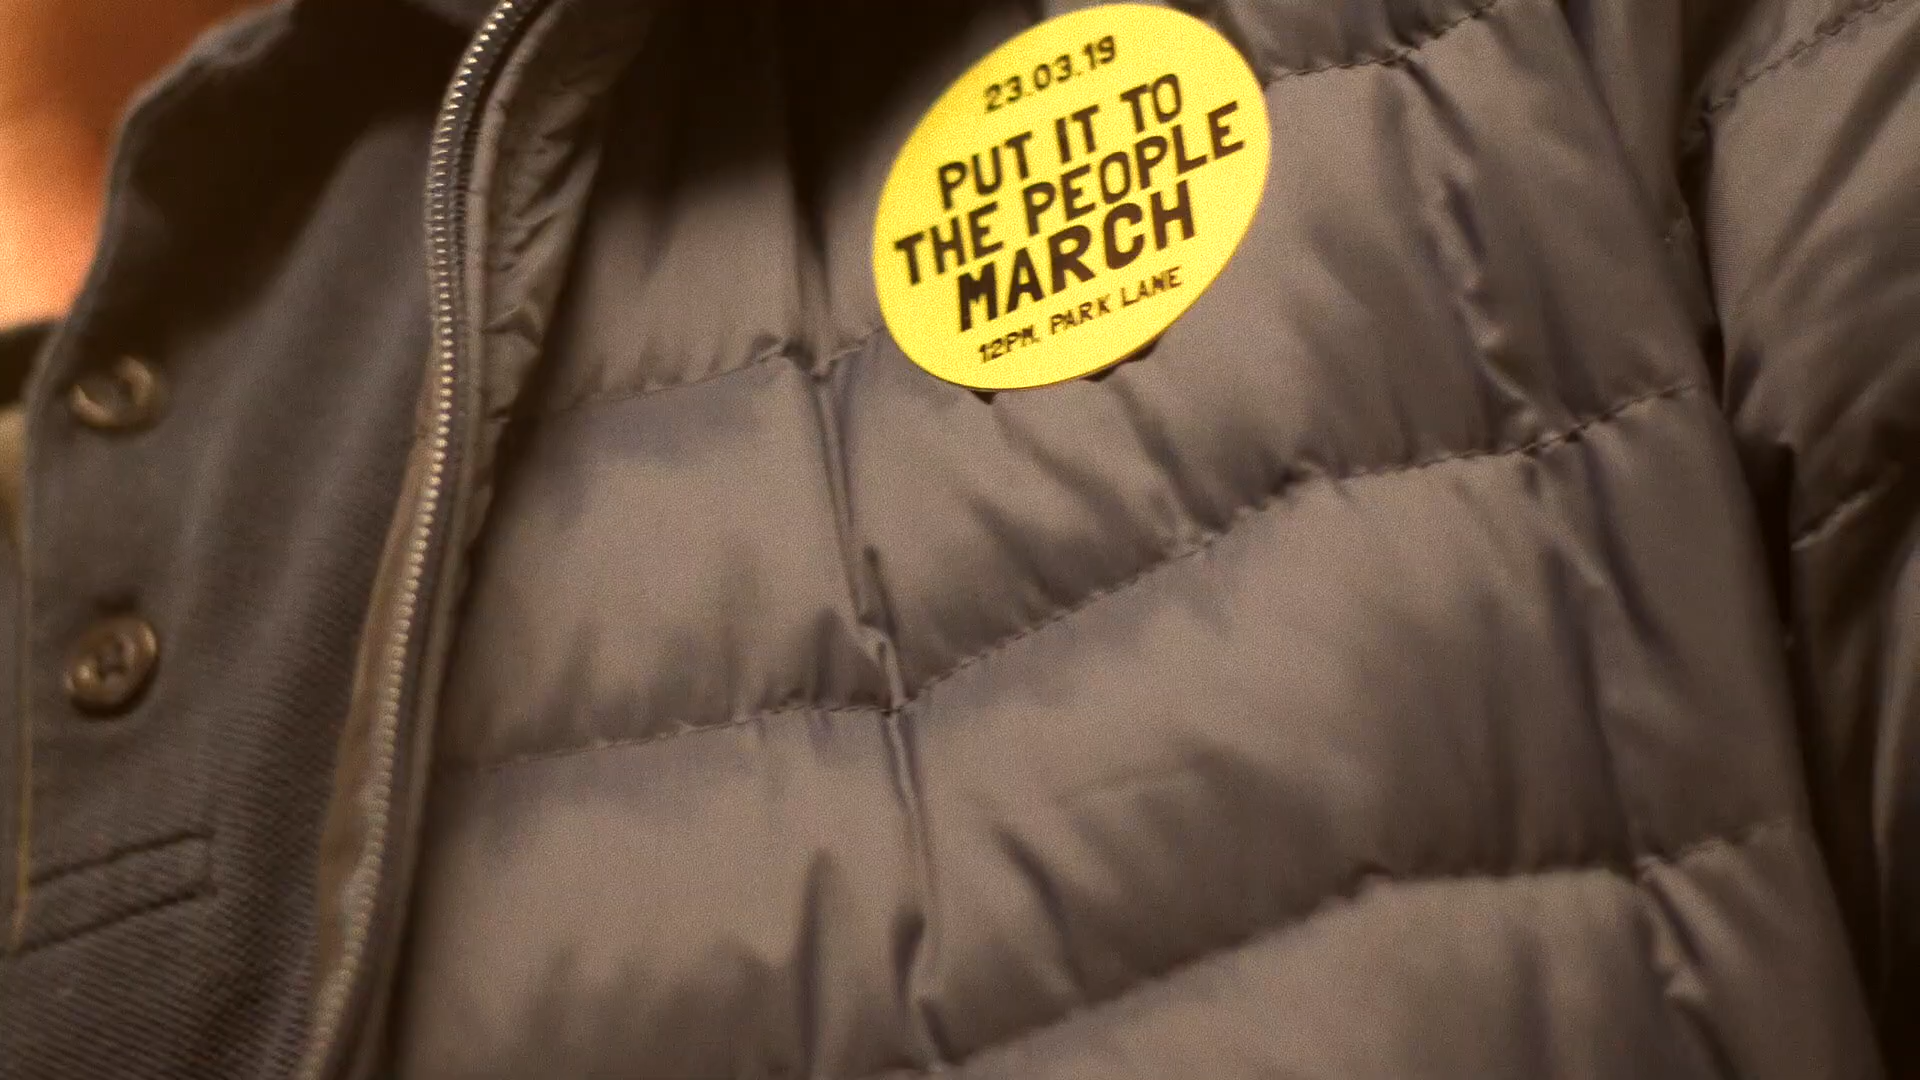 23.03.19
PUT IT TO
THE PEOPLE
MARCH
12PM, PARK LANE